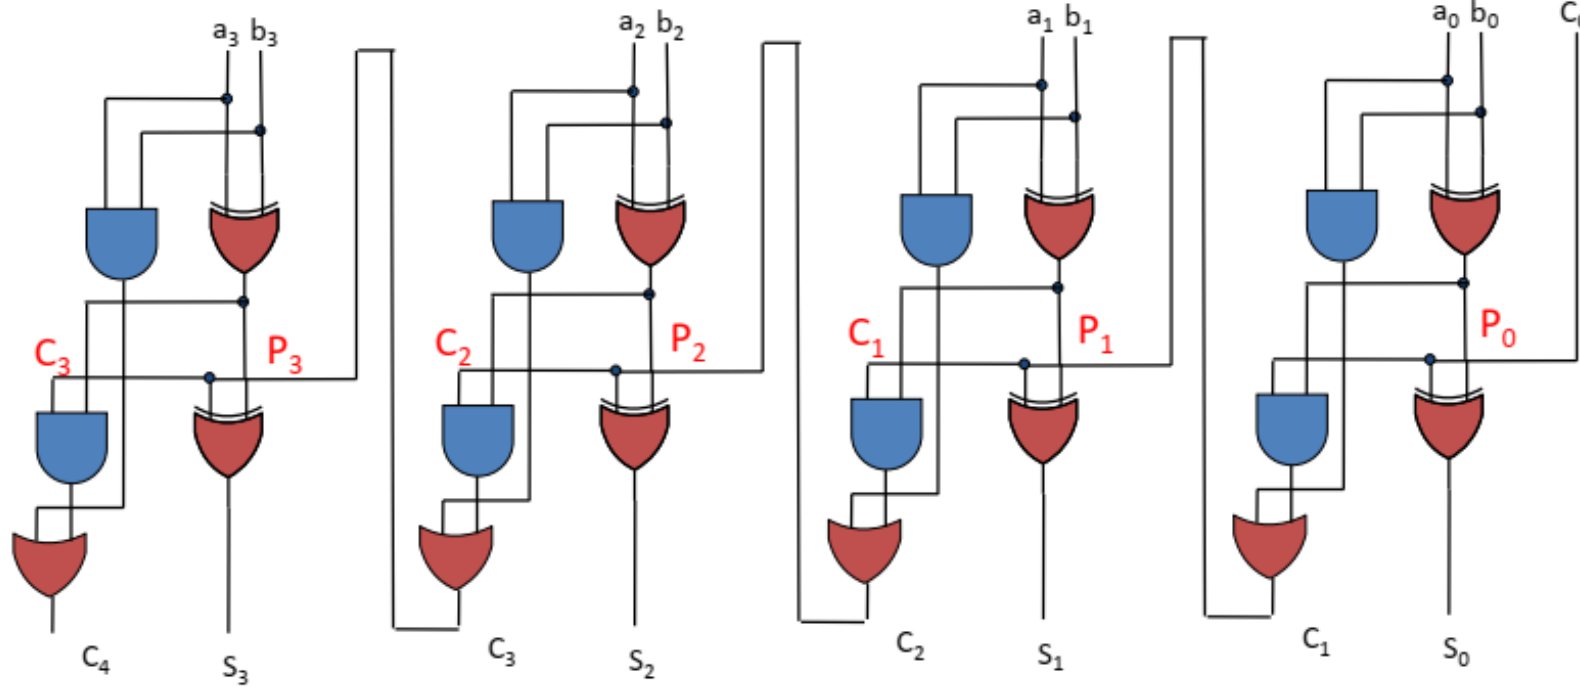 a₃ b₃
a₂ b₂
a₁ b₁
a₀ b₀
C₃
P₃
C₂
P₂
C₁
P₁
P₀
C₄
S₃
C₃
S₂
C₂
S₁
C₁
S₀